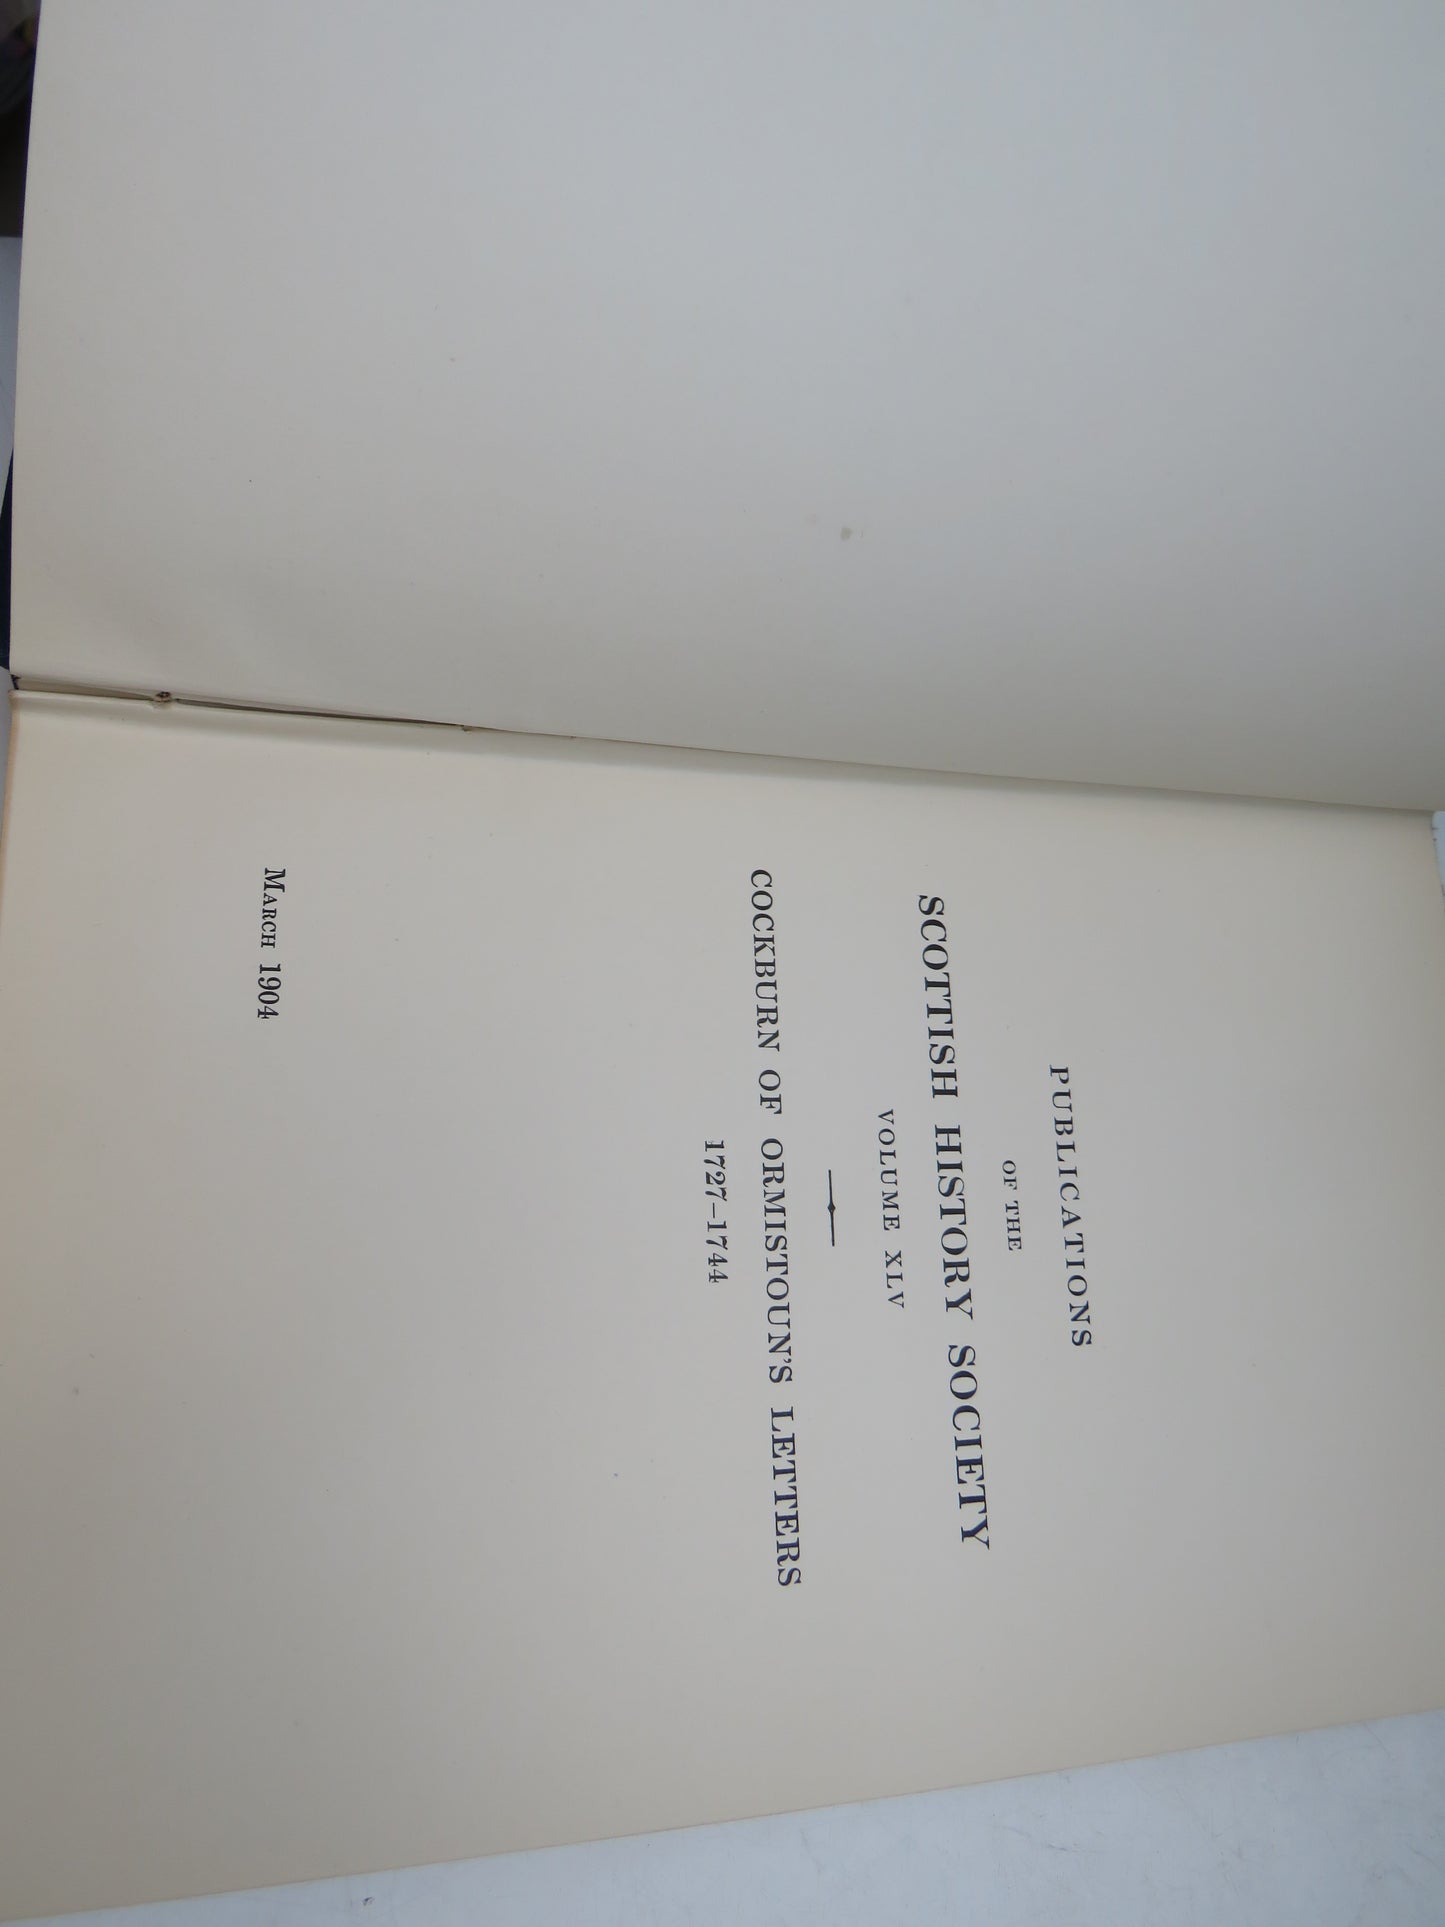 PUBLICATIONS
OF THE
SCOTTISH HISTORY SOCIETY
VOLUME XLV
COCKBURN OF ORMISTOUN'S LETTERS
1727–1744
MARCH 1904